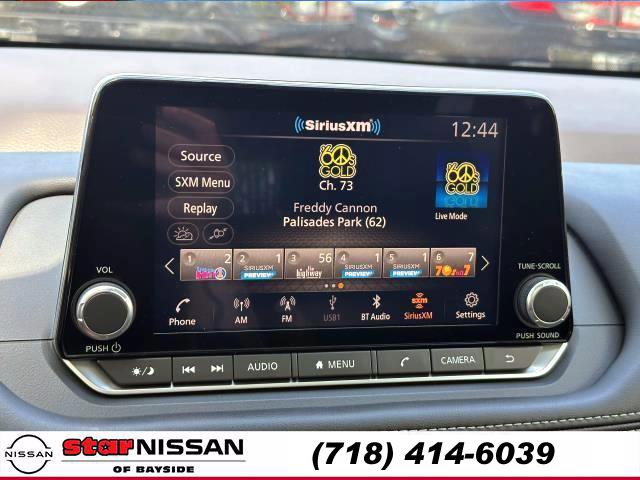 ((SiriusXM))
12:44
Source
SXM Menu
Replay
'60s
GOLD
Ch. 73
Freddy Cannon
Palisades Park (62)
'60s
GOLD
Live Mode
1 2
2 1
SIRIUSXM
PREVIEW
3 56
the highway
4 1
SIRIUSXM
PREVIEW
5 1
SIRIUSXM
PREVIEW
6 7
70s on 7
VOL
TUNE-SCROLL
Phone
AM
FM
USB1
BT Audio
sxm
SiriusXM
Settings
PUSH
PUSH SOUND
AUDIO
MENU
CAMERA
NISSAN
star NISSAN
OF BAYSIDE
(718) 414-6039